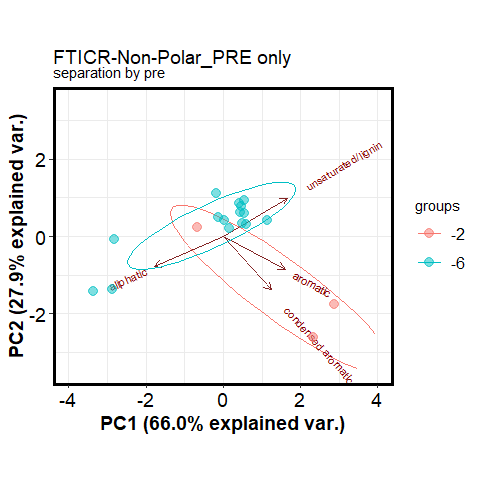 FTICR-Non-Polar_PRE only
separation by pre
PC2 (27.9% explained var.)
2
0
-2
unsaturated/lignin
aliphatic
aromatic
condensed aromatic
groups
-2
-6
-4
-2
0
2
4
PC1 (66.0% explained var.)